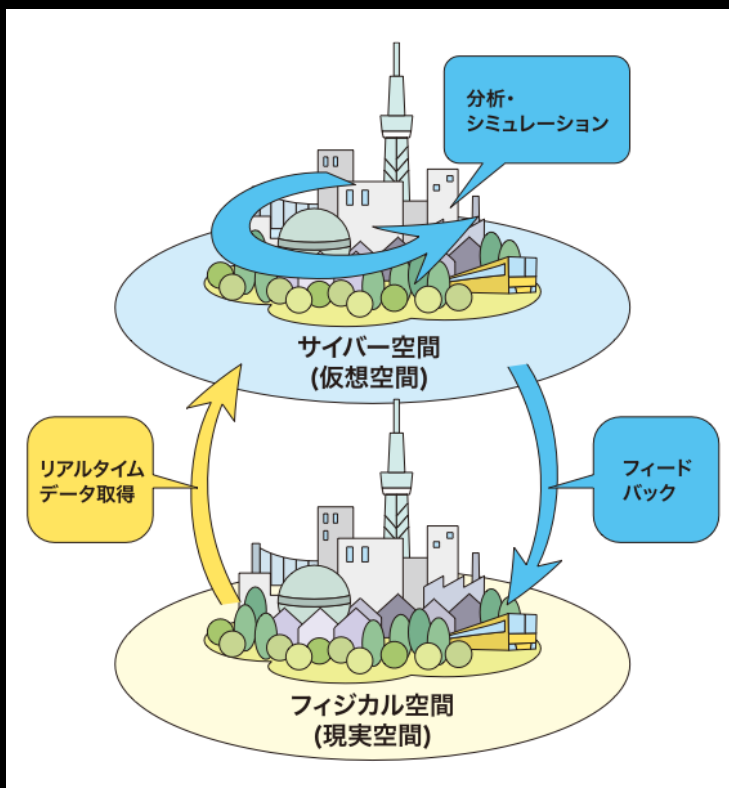 分析・
シミュレーション
サイバー空間
(仮想空間)
リアルタイム
データ取得
フィード
バック
フィジカル空間
(現実空間)